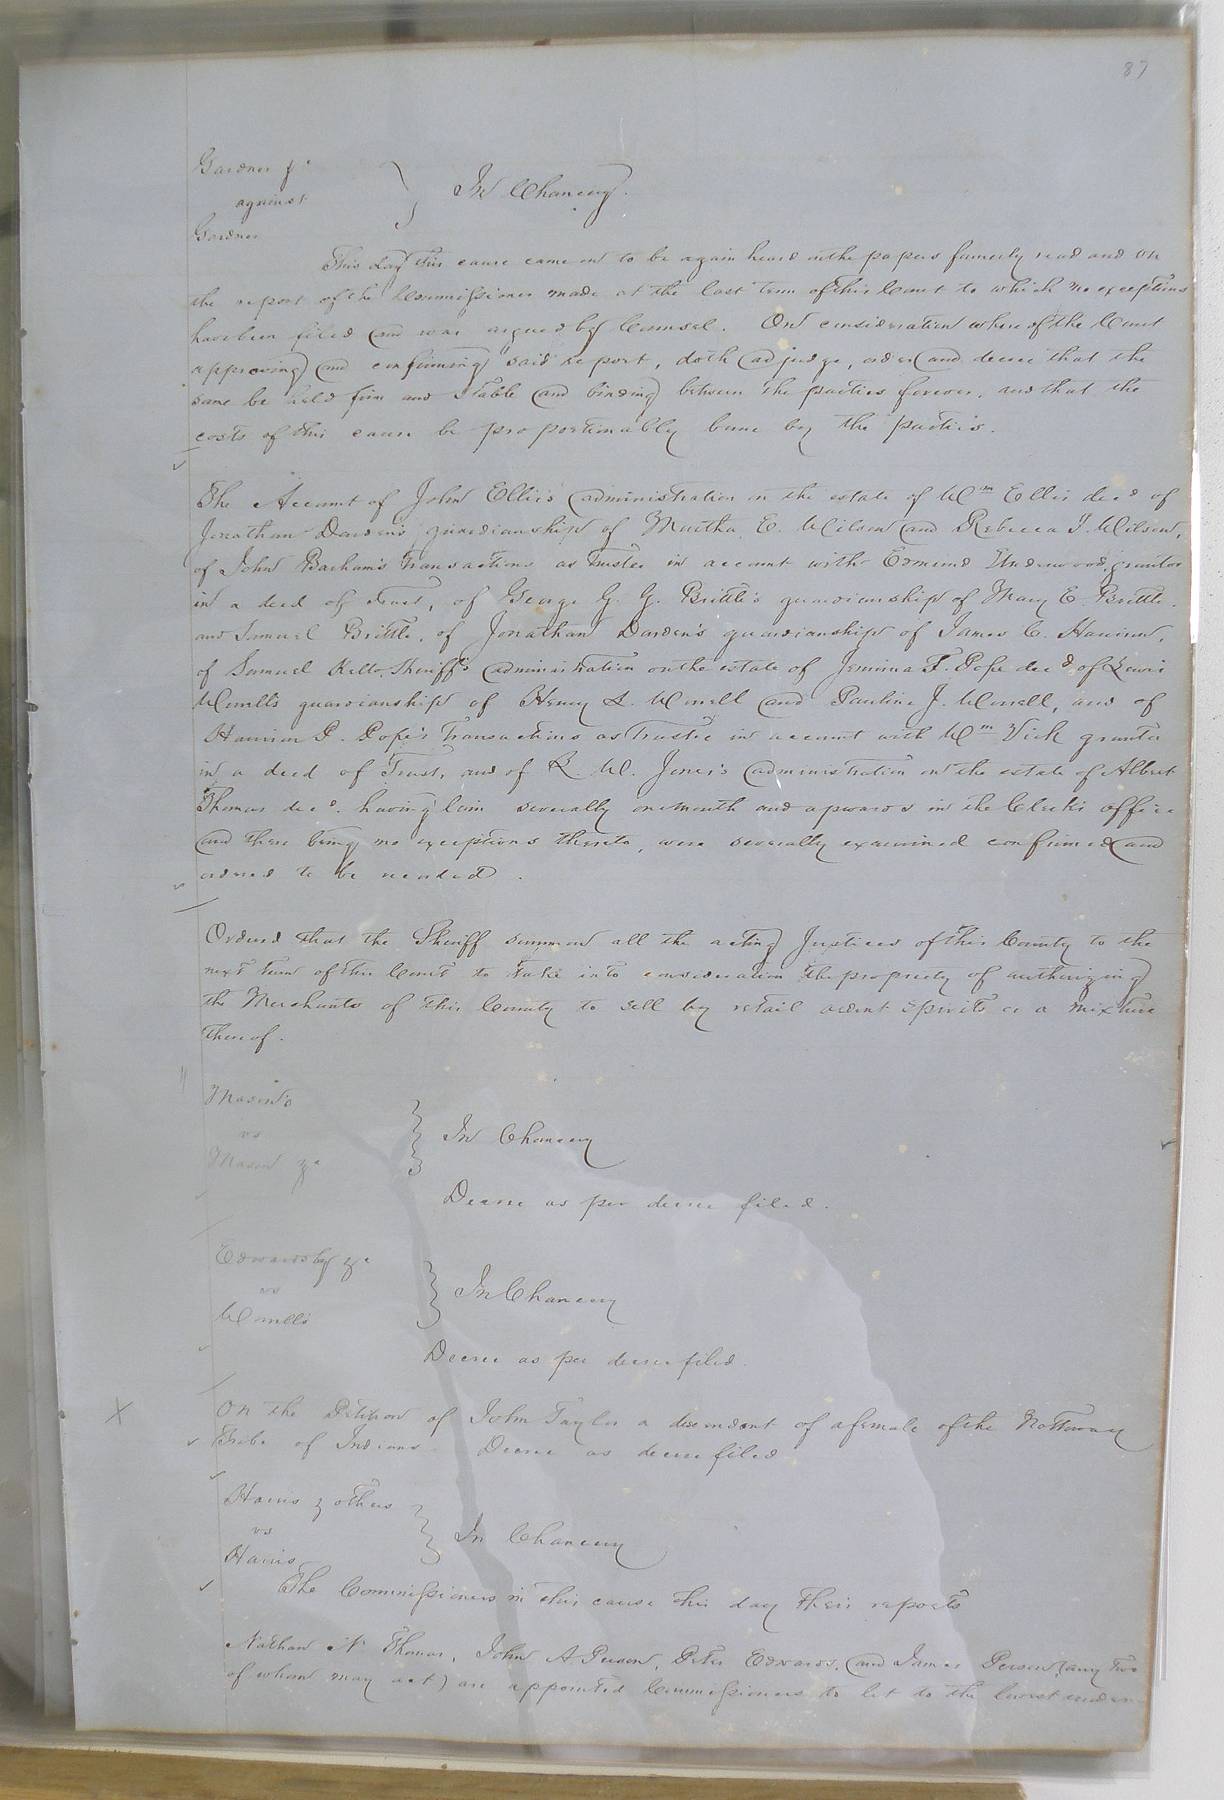 87
Gardner &c
against
Gardner
In Chancery.
This day this cause came on to be again heard on the papers formerly read and on
the report of the Commissioner made at the last term of this Court to which no exceptions
have been filed and was argued by Counsel. On consideration whereof the Court
approving and confirming said report, doth adjudge, order and decree that the
same be held firm and stable and binding between the parties forever, and that the
costs of this cause be proportionably borne by the parties.
The Account of John Ellis's administration on the estate of Wm Ellis decd of
Jonathan Darden's guardianship of Martha E. Wilson and Rebecca J. Wilson,
of John Barham's transactions as trustee in account with Edmund Underwood, grantor
in a deed of trust, of George G. G. Brittle's guardianship of Mary E. Brittle
and Samuel Brittle, of Jonathan Darden's guardianship of James C. Harrison,
of Samuel Kello, Sheriff's administration on the estate of Jemima F. Pope decd of Lewis
Worrell's guardianship of Henry L. Worrell and Pauline J. Worrell, and of
Harrison P. Pope's transactions as Trustee in account with Wm Vick grantor
in a deed of Trust, and of R. W. Jones's administration on the estate of Albert
Thomas decd. having lain severally one month and upwards in the Clerk's office
and there being no exceptions thereto, were severally examined confirmed and
ordered to be recorded.
Ordered that the Sheriff summon all the acting Justices of this County to the
next term of this Court to take into consideration the propriety of authorizing
the Merchants of this County to sell by retail ardent spirits or a mixture
thereof.
Mason's
vs
Mason &c
In Chancery
Decree as per decree filed.
Edwards by &c
vs
Worrell's
In Chancery
Decree as per decree filed.
On the Petition of John Taylor a descendant of a female of the Nottoway
Tribe of Indians. Decree as decree filed
Harris & others
vs
Harris
In Chancery
The Commissioners in this cause this day their reports
Nathan N Thomas, John A Person, Peter Edwards, and James Person (any two
of whom may act) are appointed Commissioners to let to the lowest under